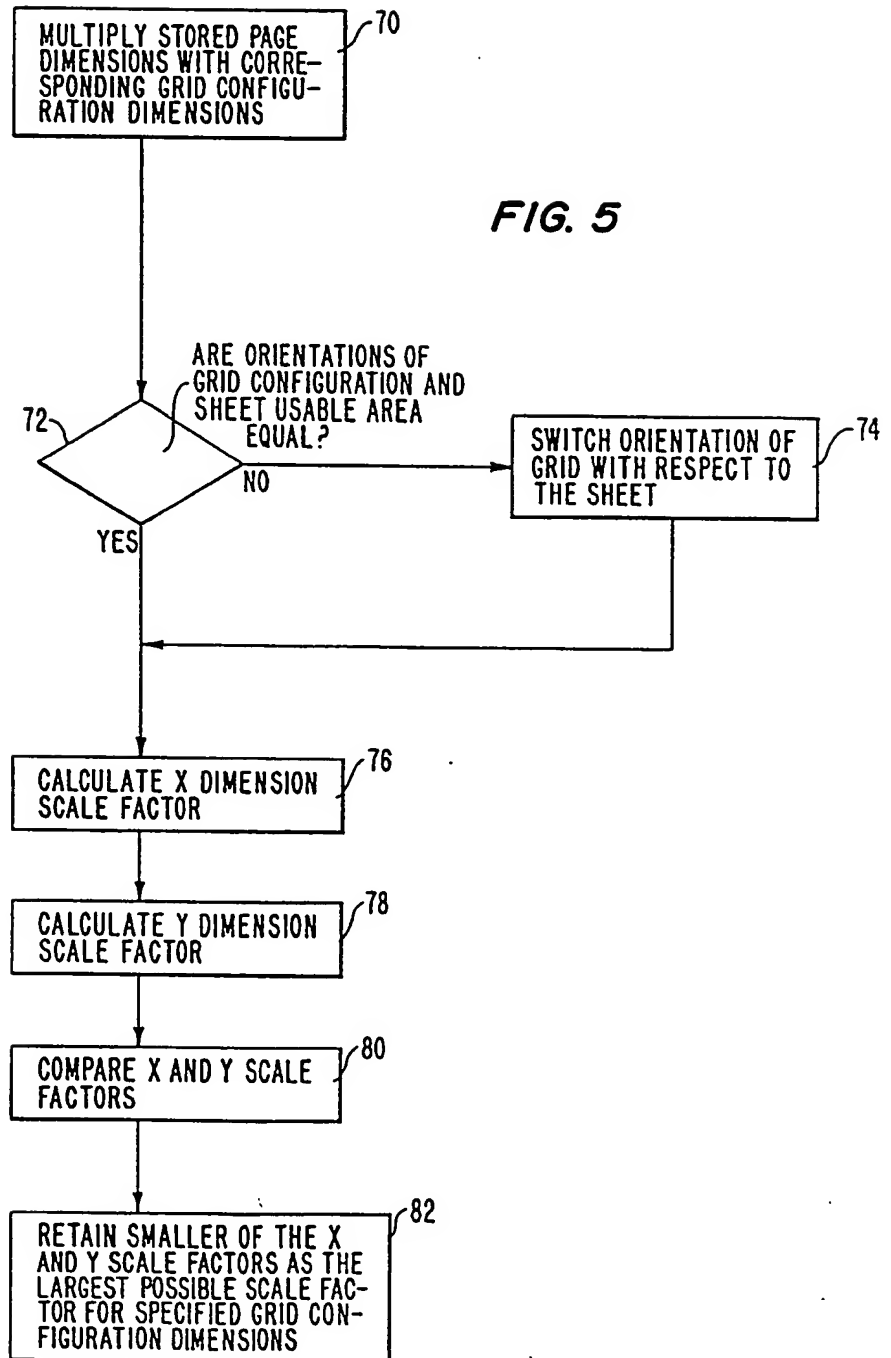 MULTIPLY STORED PAGE
DIMENSIONS WITH CORRE-
SPONDING GRID CONFIGU-
RATION DIMENSIONS
70
FIG. 5
ARE ORIENTATIONS OF
GRID CONFIGURATION AND
SHEET USABLE AREA
EQUAL?
72
NO
YES
SWITCH ORIENTATION OF
GRID WITH RESPECT TO
THE SHEET
74
CALCULATE X DIMENSION
SCALE FACTOR
76
CALCULATE Y DIMENSION
SCALE FACTOR
78
COMPARE X AND Y SCALE
FACTORS
80
RETAIN SMALLER OF THE X
AND Y SCALE FACTORS AS THE
LARGEST POSSIBLE SCALE FAC-
TOR FOR SPECIFIED GRID CON-
FIGURATION DIMENSIONS
82